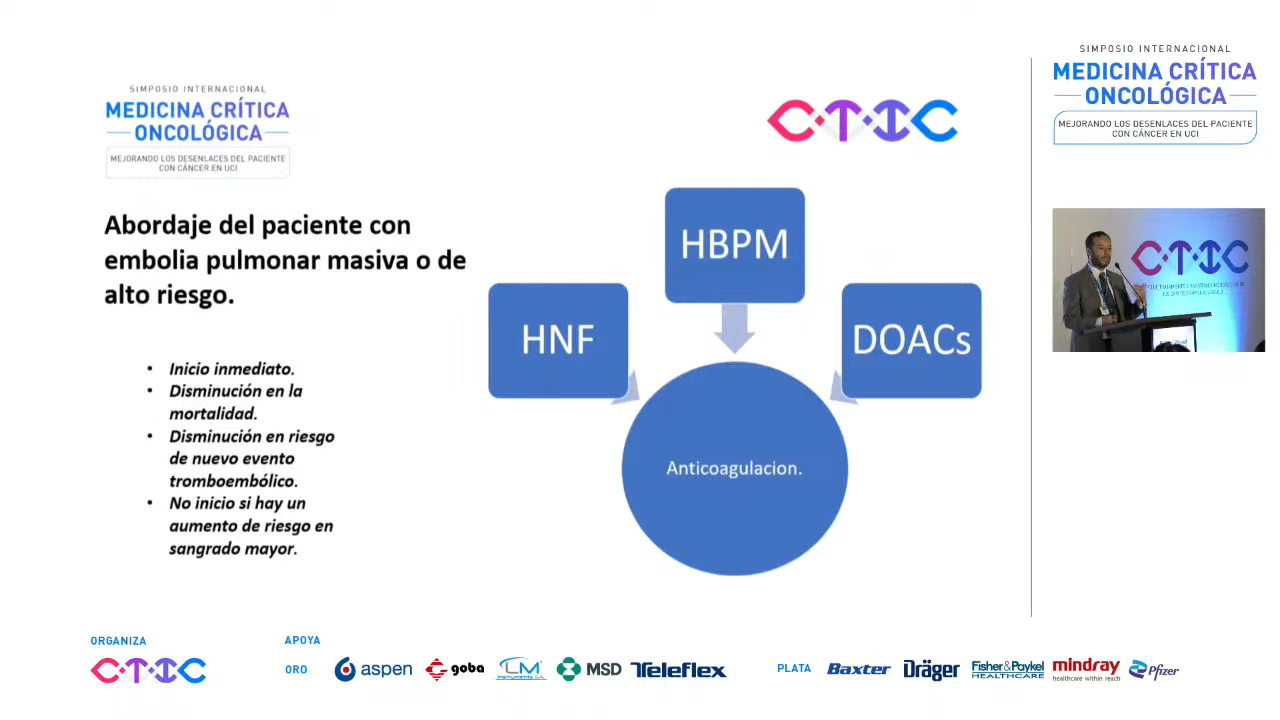 SIMPOSIO INTERNACIONAL
MEDICINA CRÍTICA
ONCOLÓGICA
MEJORANDO LOS DESENLACES DEL PACIENTE
CON CÁNCER EN UCI
CTIC
Abordaje del paciente con
embolia pulmonar masiva o de
alto riesgo.
• Inicio inmediato.
• Disminución en la
mortalidad.
• Disminución en riesgo
de nuevo evento
tromboembólico.
• No inicio si hay un
aumento de riesgo en
sangrado mayor.
HBPM
HNF
DOACs
Anticoagulacion.
SIMPOSIO INTERNACIONAL
MEDICINA CRÍTICA
ONCOLÓGICA
MEJORANDO LOS DESENLACES DEL PACIENTE
CON CÁNCER EN UCI
CTIC
ORGANIZA
CTIC
APOYA
ORO
aspen
goba
LM
Instruments S.A.
MSD
Teleflex
PLATA
Baxter
Dräger
Fisher & Paykel
HEALTHCARE
mindray
healthcare within reach
Pfizer